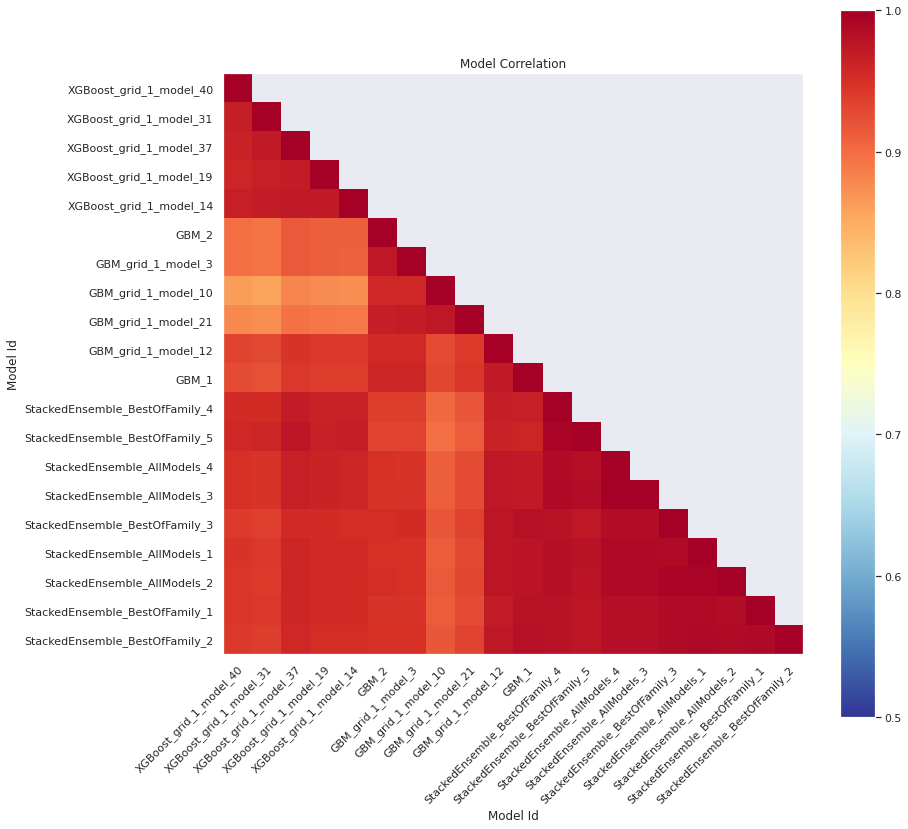 Model Correlation
Model Id
XGBoost_grid_1_model_40
XGBoost_grid_1_model_31
XGBoost_grid_1_model_37
XGBoost_grid_1_model_19
XGBoost_grid_1_model_14
GBM_2
GBM_grid_1_model_3
GBM_grid_1_model_10
GBM_grid_1_model_21
GBM_grid_1_model_12
GBM_1
StackedEnsemble_BestOfFamily_4
StackedEnsemble_BestOfFamily_5
StackedEnsemble_AllModels_4
StackedEnsemble_AllModels_3
StackedEnsemble_BestOfFamily_3
StackedEnsemble_AllModels_1
StackedEnsemble_AllModels_2
StackedEnsemble_BestOfFamily_1
StackedEnsemble_BestOfFamily_2
XGBoost_grid_1_model_40
XGBoost_grid_1_model_31
XGBoost_grid_1_model_37
XGBoost_grid_1_model_19
XGBoost_grid_1_model_14
GBM_2
GBM_grid_1_model_3
GBM_grid_1_model_10
GBM_grid_1_model_21
GBM_grid_1_model_12
GBM_1
StackedEnsemble_BestOfFamily_4
StackedEnsemble_BestOfFamily_5
StackedEnsemble_AllModels_4
StackedEnsemble_AllModels_3
StackedEnsemble_BestOfFamily_3
StackedEnsemble_AllModels_1
StackedEnsemble_AllModels_2
StackedEnsemble_BestOfFamily_1
StackedEnsemble_BestOfFamily_2
Model Id
1.0
0.9
0.8
0.7
0.6
0.5